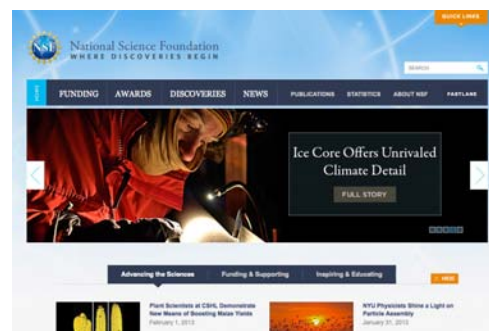 QUICK LINKS
NSF
National Science Foundation
WHERE DISCOVERIES BEGIN
SEARCH
HOME
FUNDING AWARDS DISCOVERIES NEWS PUBLICATIONS STATISTICS ABOUT NSF FASTLANE
Ice Core Offers Unrivaled
Climate Detail
FULL STORY
Advancing the Sciences Funding & Supporting Inspiring & Educating
Plant Scientists at CSHL Demonstrate
New Means of Boosting Maize Yields
February 1, 2013
NYU Physicists Shine a Light on
Particle Assembly
January 31, 2013